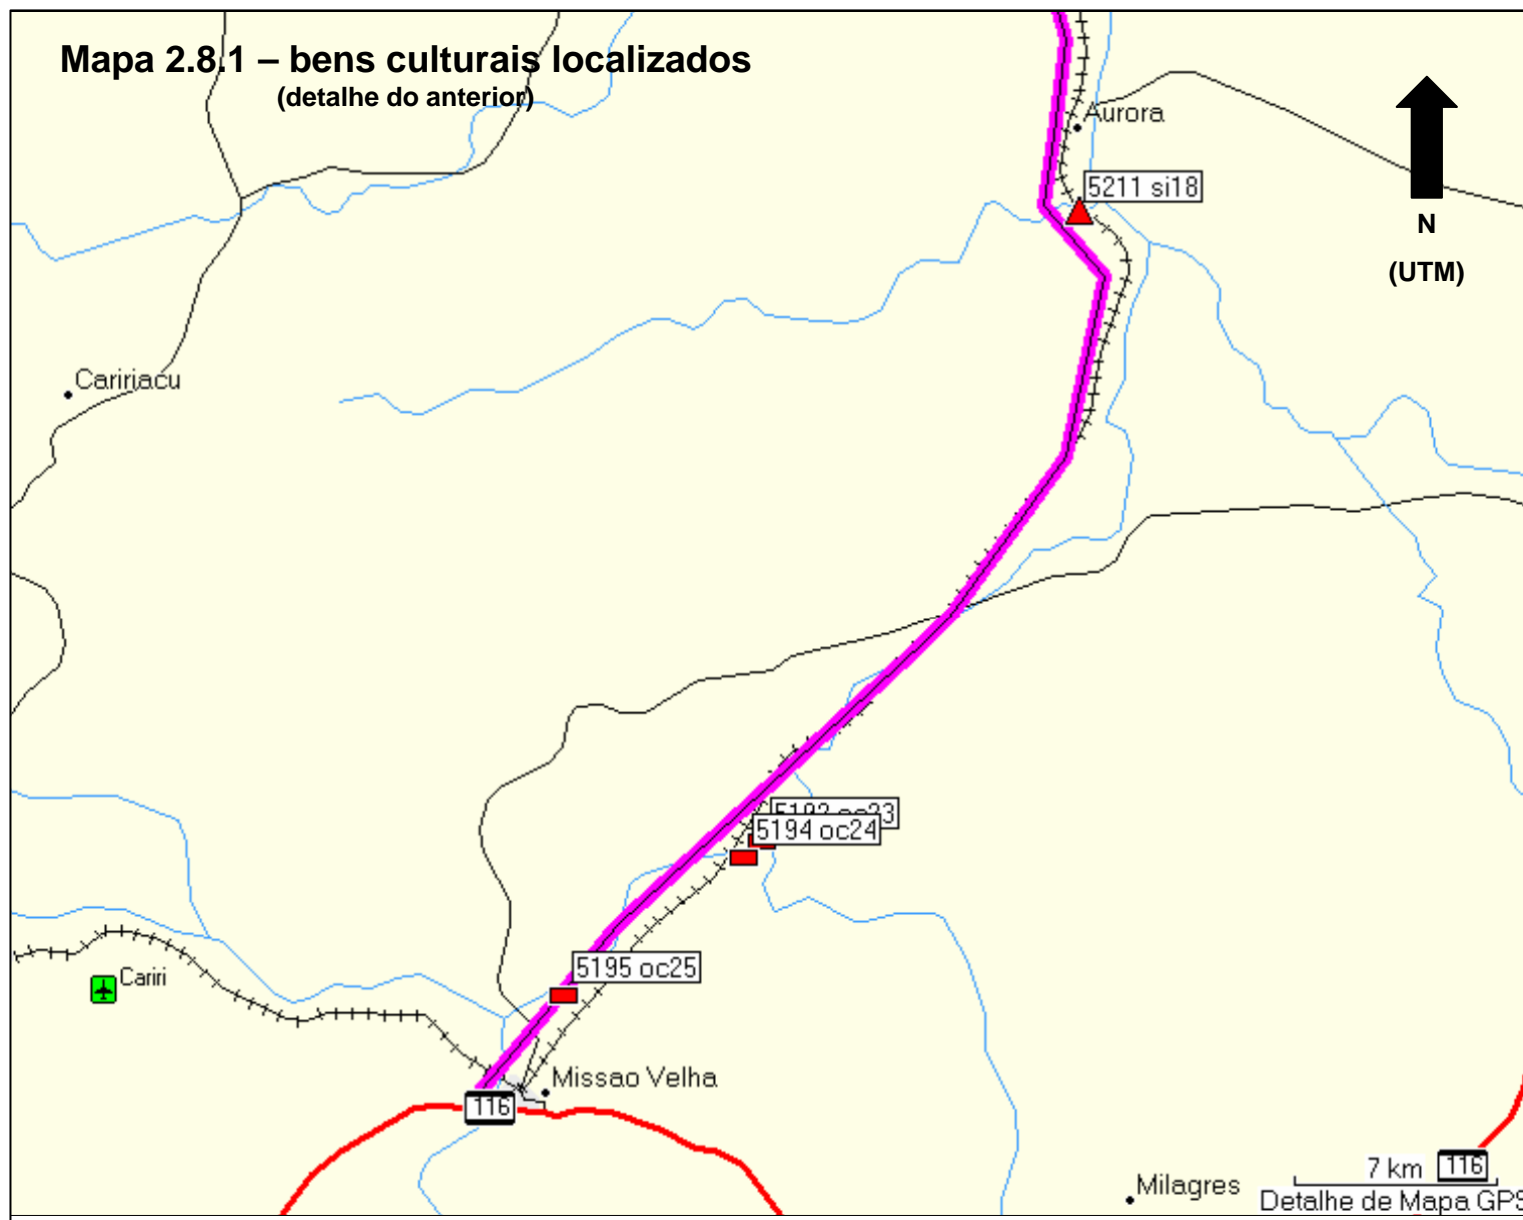 Mapa 2.8.1 – bens culturais localizados
(detalhe do anterior)
Aurora
5211 si18
N
(UTM)
Caririacu
5194 oc24
5195 oc25
Cariri
Missao Velha
116
7 km
116
Milagres
Detalhe de Mapa GPS